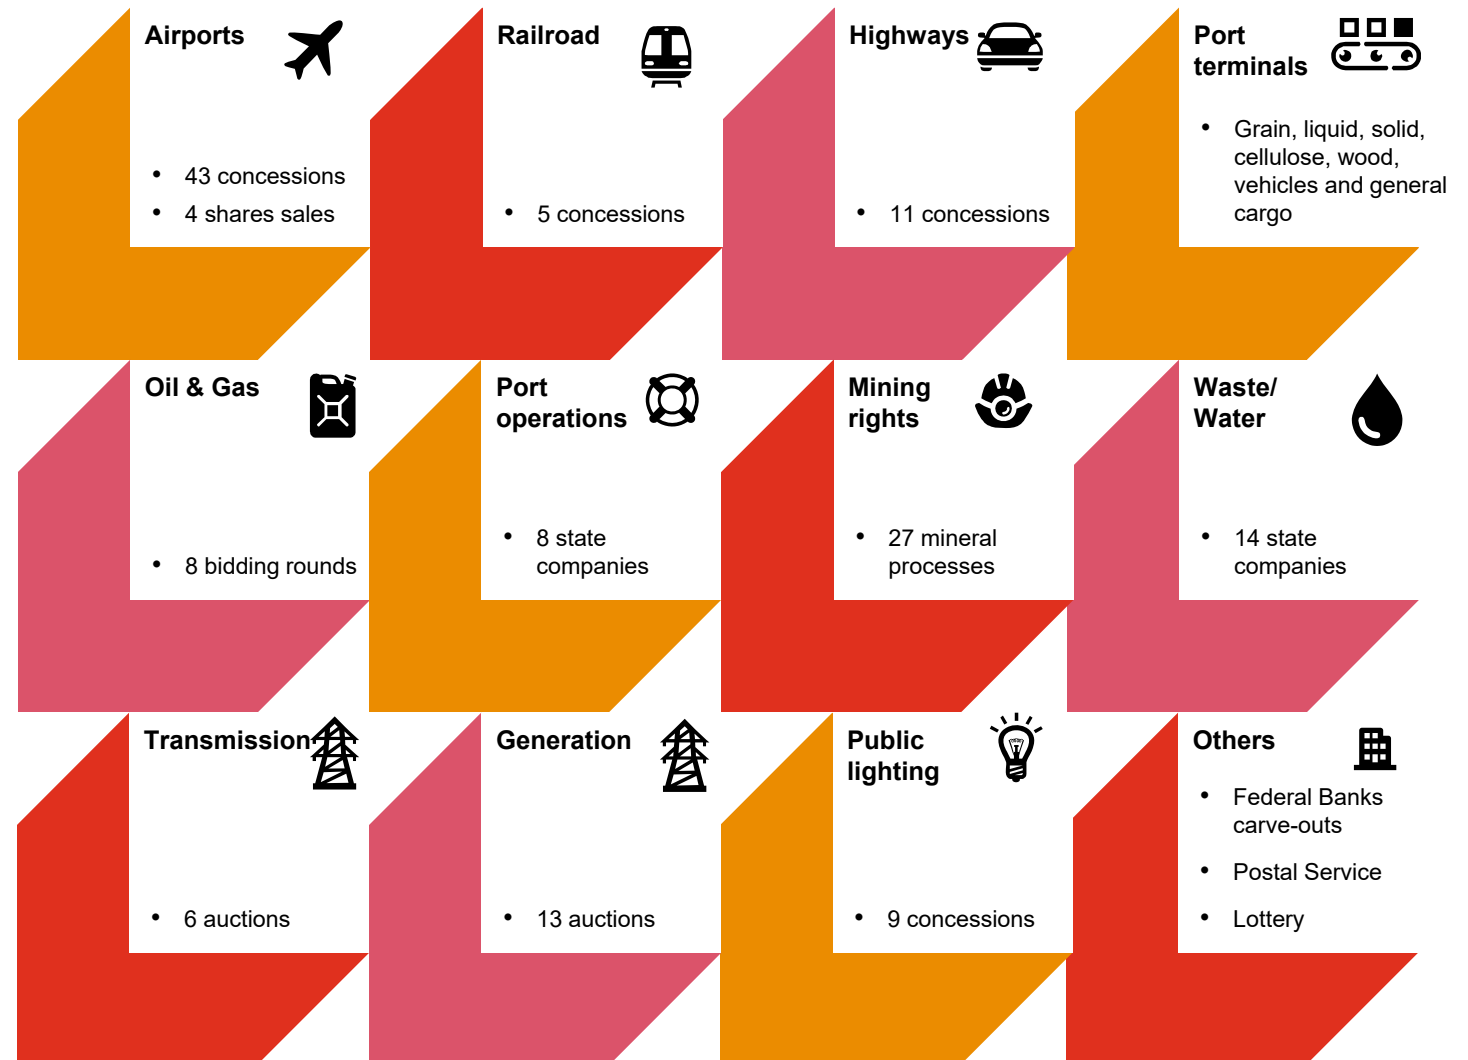 Airports
• 43 concessions
• 4 shares sales
Railroad
• 5 concessions
Highways
• 11 concessions
Port
terminals
• Grain, liquid, solid,
cellulose, wood,
vehicles and general
cargo
Oil & Gas
• 8 bidding rounds
Port
operations
• 8 state
companies
Mining
rights
• 27 mineral
processes
Waste/
Water
• 14 state
companies
Transmission
• 6 auctions
Generation
• 13 auctions
Public
lighting
• 9 concessions
Others
• Federal Banks
carve-outs
• Postal Service
• Lottery